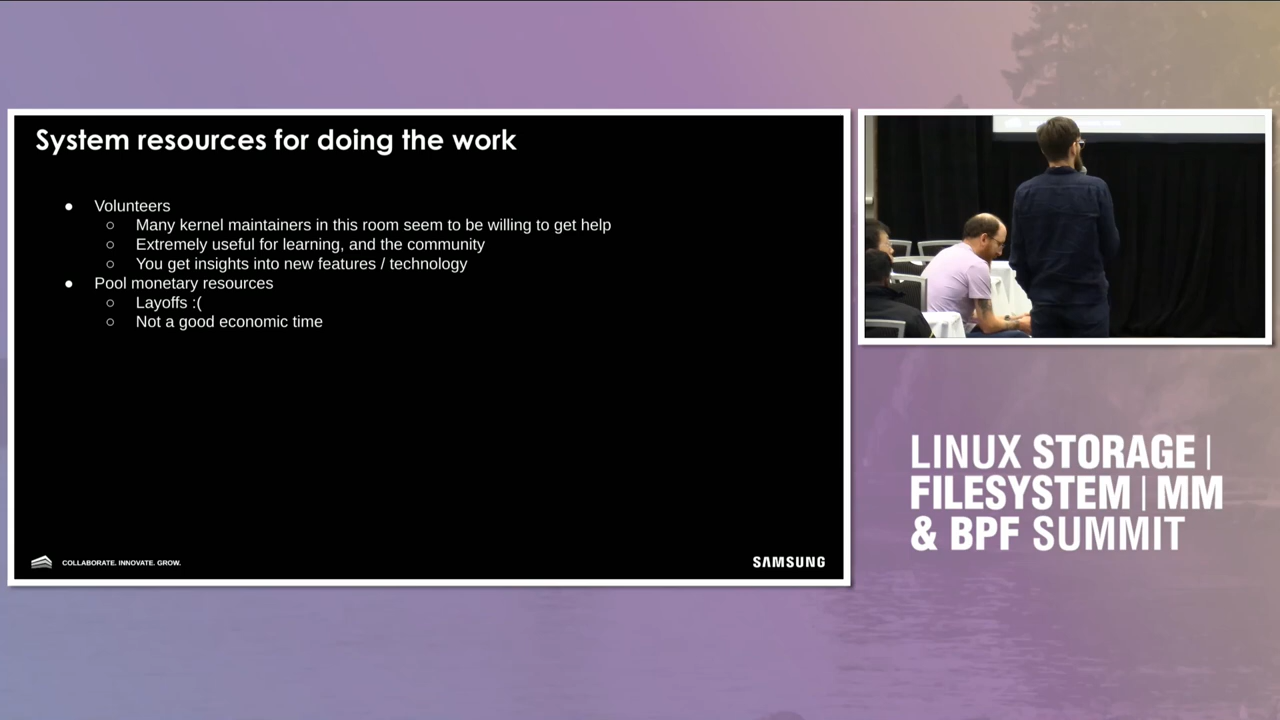 System resources for doing the work
● Volunteers
○ Many kernel maintainers in this room seem to be willing to get help
○ Extremely useful for learning, and the community
○ You get insights into new features / technology
● Pool monetary resources
○ Layoffs :(
○ Not a good economic time
COLLABORATE. INNOVATE. GROW.
SAMSUNG
LINUX STORAGE |
FILESYSTEM | MM
& BPF SUMMIT